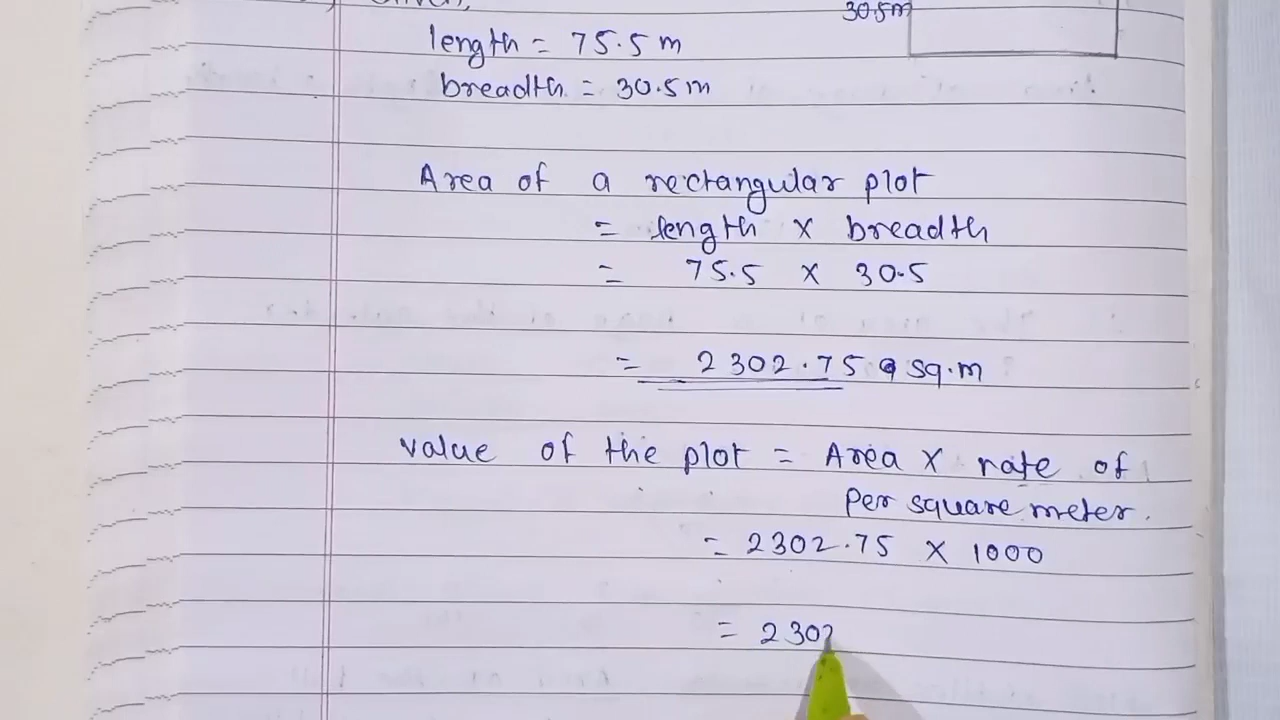 30.5m
length = 75.5 m
breadth = 30.5 m
Area of a rectangular plot
= length x breadth
= 75.5 x 30.5
= 2302.75 sq.m
value of the plot = Area x rate of
per square meter.
= 2302.75 x 1000
= 2302